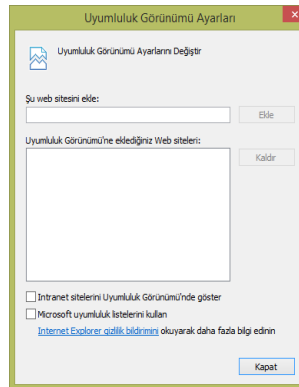 Uyumluluk Görünümü Ayarları
Uyumluluk Görünümü Ayarlarını Değiştir
Şu web sitesini ekle:
Ekle
Uyumluluk Görünümü'ne eklediğiniz Web siteleri:
Kaldır
Intranet sitelerini Uyumluluk Görünümü'nde göster
Microsoft uyumluluk listelerini kullan
Internet Explorer gizlilik bildirimini okuyarak daha fazla bilgi edinin
Kapat